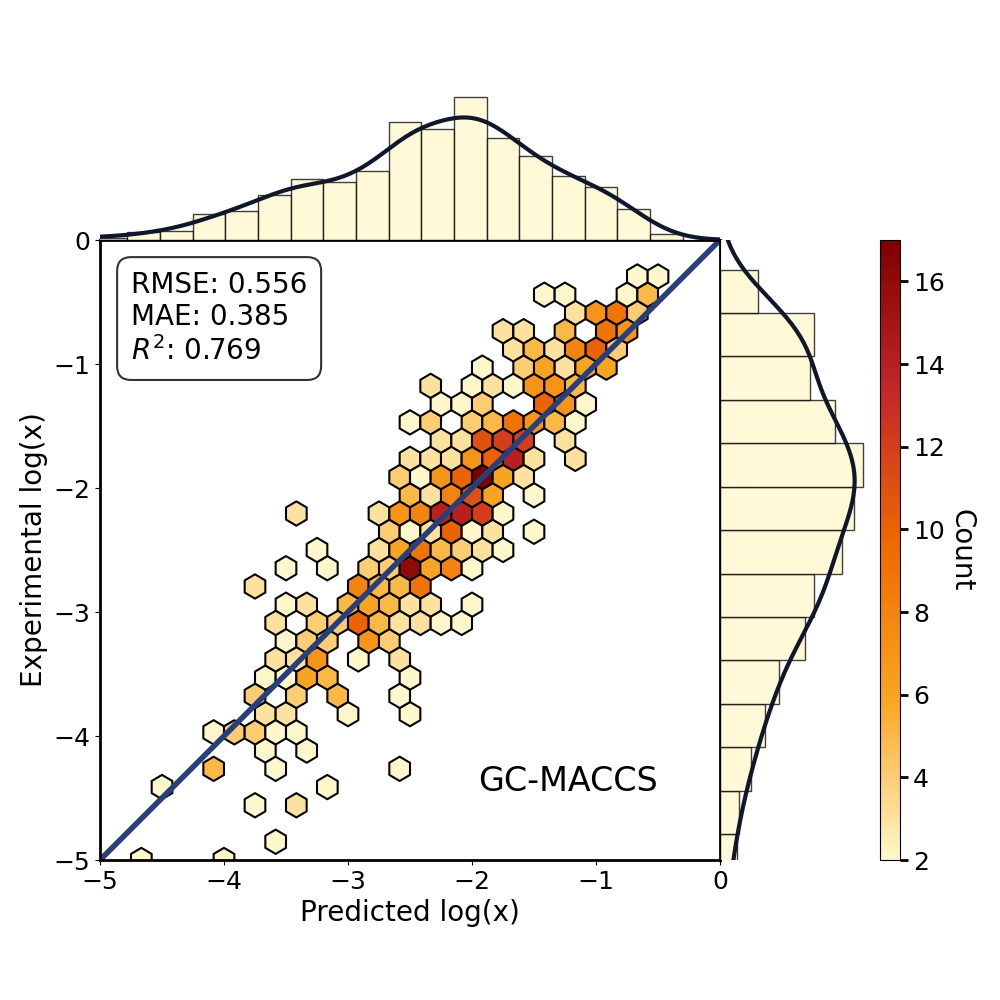 RMSE: 0.556
MAE: 0.385
R²: 0.769
GC-MACCS
Experimental log(x)
0
−1
−2
−3
−4
−5
−5
−4
−3
−2
−1
0
Predicted log(x)
16
14
12
10
8
6
4
2
Count